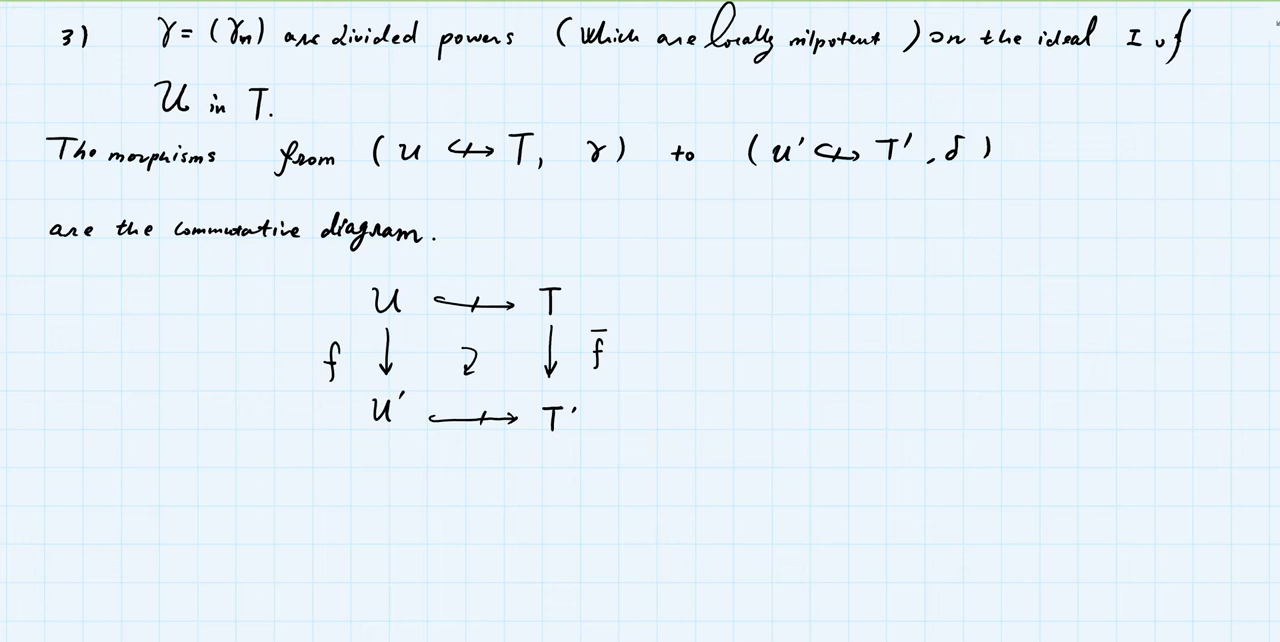 3) γ = (γn) are divided powers (which are locally nilpotent) on the ideal I of
U in T.
The morphisms from (U ↪ T, γ) to (U' ↪ T', δ)
are the commutative diagram.
U ↪ T
f ↓ ↓ f̄
U' ↪ T'